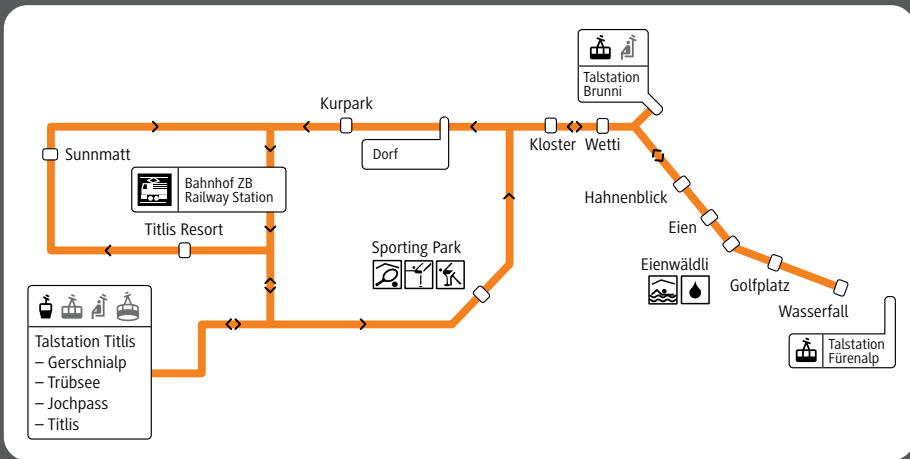 Talstation
Brunni
Kurpark
Dorf
Kloster
Wetti
Sunnmatt
Bahnhof ZB
Railway Station
Hahnenblick
Titlis Resort
Eien
Sporting Park
Eienwäldli
Golfplatz
Wasserfall
Talstation Titlis
– Gerschnialp
– Trübsee
– Jochpass
– Titlis
Talstation
Fürenalp